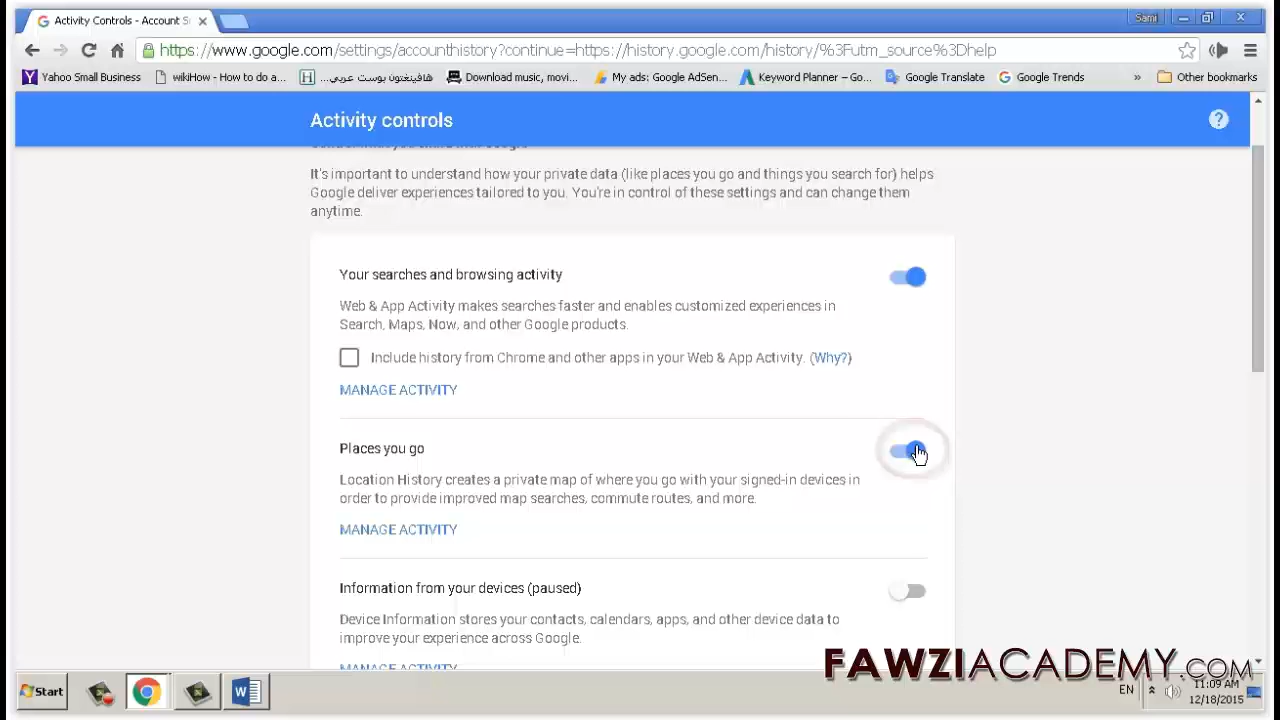 Activity Controls - Account S
Sami
https://www.google.com/settings/accounthistory?continue=https://history.google.com/history/%3Futm_source%3Dhelp
Yahoo Small Business
wikiHow - How to do a...
هافينغتون بوست عربي...
Download music, movi...
My ads: Google AdSen...
Keyword Planner – Go...
Google Translate
Google Trends
»
Other bookmarks
Activity controls
It's important to understand how your private data (like places you go and things you search for) helps
Google deliver experiences tailored to you. You're in control of these settings and can change them
anytime.
Your searches and browsing activity
Web & App Activity makes searches faster and enables customized experiences in
Search, Maps, Now, and other Google products.
Include history from Chrome and other apps in your Web & App Activity. (Why?)
MANAGE ACTIVITY
Places you go
Location History creates a private map of where you go with your signed-in devices in
order to provide improved map searches, commute routes, and more.
MANAGE ACTIVITY
Information from your devices (paused)
Device Information stores your contacts, calendars, apps, and other device data to
improve your experience across Google.
MANAGE ACTIVITY
FAWZIACADEMY.COM
Start
EN
11:09 AM
12/18/2015